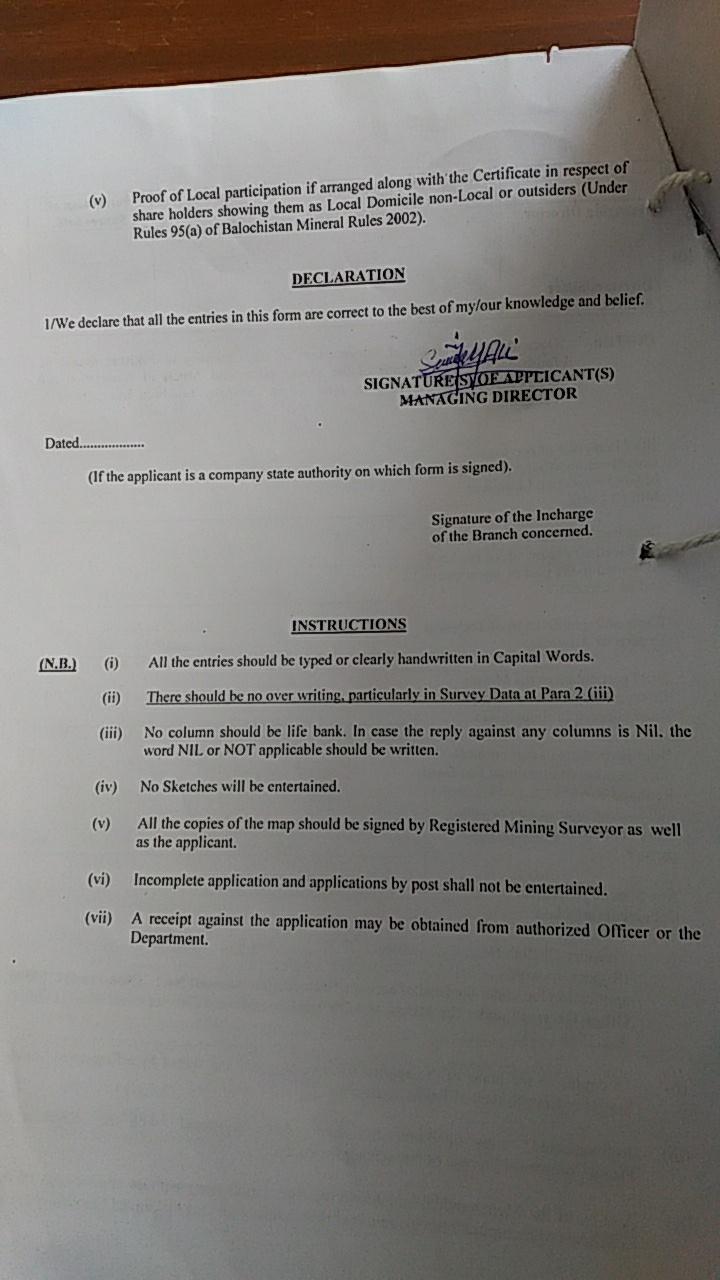 (v) Proof of Local participation if arranged along with the Certificate in respect of
share holders showing them as Local Domicile non-Local or outsiders (Under
Rules 95(a) of Balochistan Mineral Rules 2002).
DECLARATION
1/We declare that all the entries in this form are correct to the best of my/our knowledge and belief.
SIGNATURE(S) OF APPLICANT(S)
MANAGING DIRECTOR
Dated..................
(If the applicant is a company state authority on which form is signed).
Signature of the Incharge
of the Branch concerned.
INSTRUCTIONS
(N.B.) (i) All the entries should be typed or clearly handwritten in Capital Words.
(ii) There should be no over writing, particularly in Survey Data at Para 2 (iii)
(iii) No column should be life bank. In case the reply against any columns is Nil, the
word NIL or NOT applicable should be written.
(iv) No Sketches will be entertained.
(v) All the copies of the map should be signed by Registered Mining Surveyor as well
as the applicant.
(vi) Incomplete application and applications by post shall not be entertained.
(vii) A receipt against the application may be obtained from authorized Officer or the
Department.